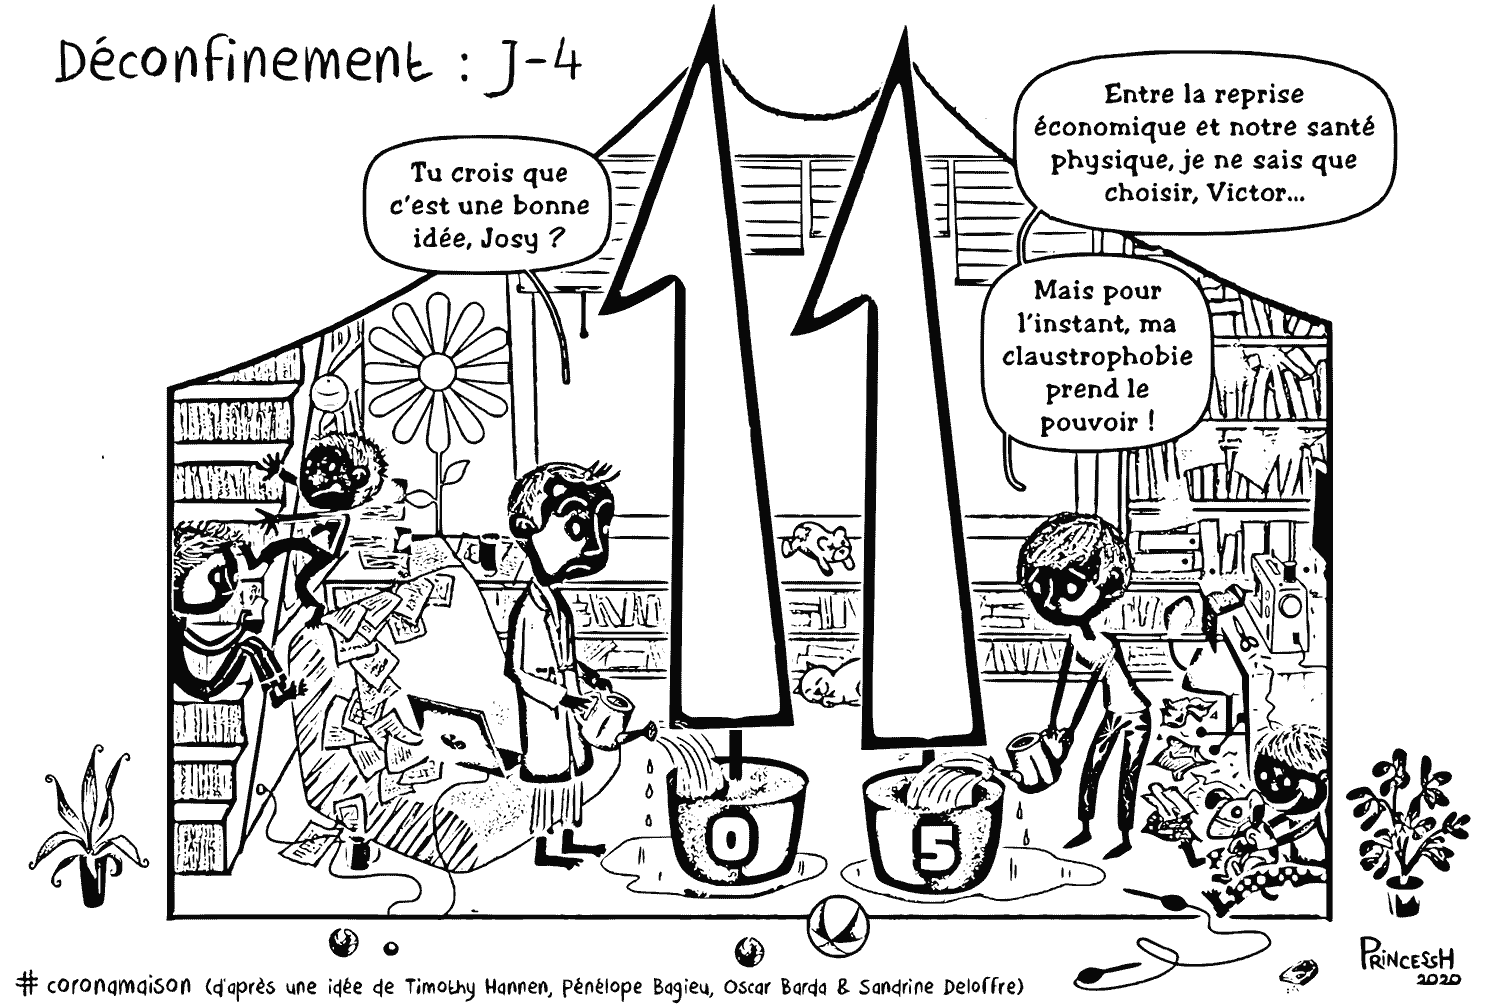 Déconfinement : J-4
Tu crois que
c'est une bonne
idée, Josy ?
Entre la reprise
économique et notre santé
physique, je ne sais que
choisir, Victor...
Mais pour
l'instant, ma
claustrophobie
prend le
pouvoir !
11
0
5
PRINCESSH
2020
# coronamaison (d'après une idée de Timothy Hannen, Pénélope Bagieu, Oscar Barda & Sandrine Deloffre)